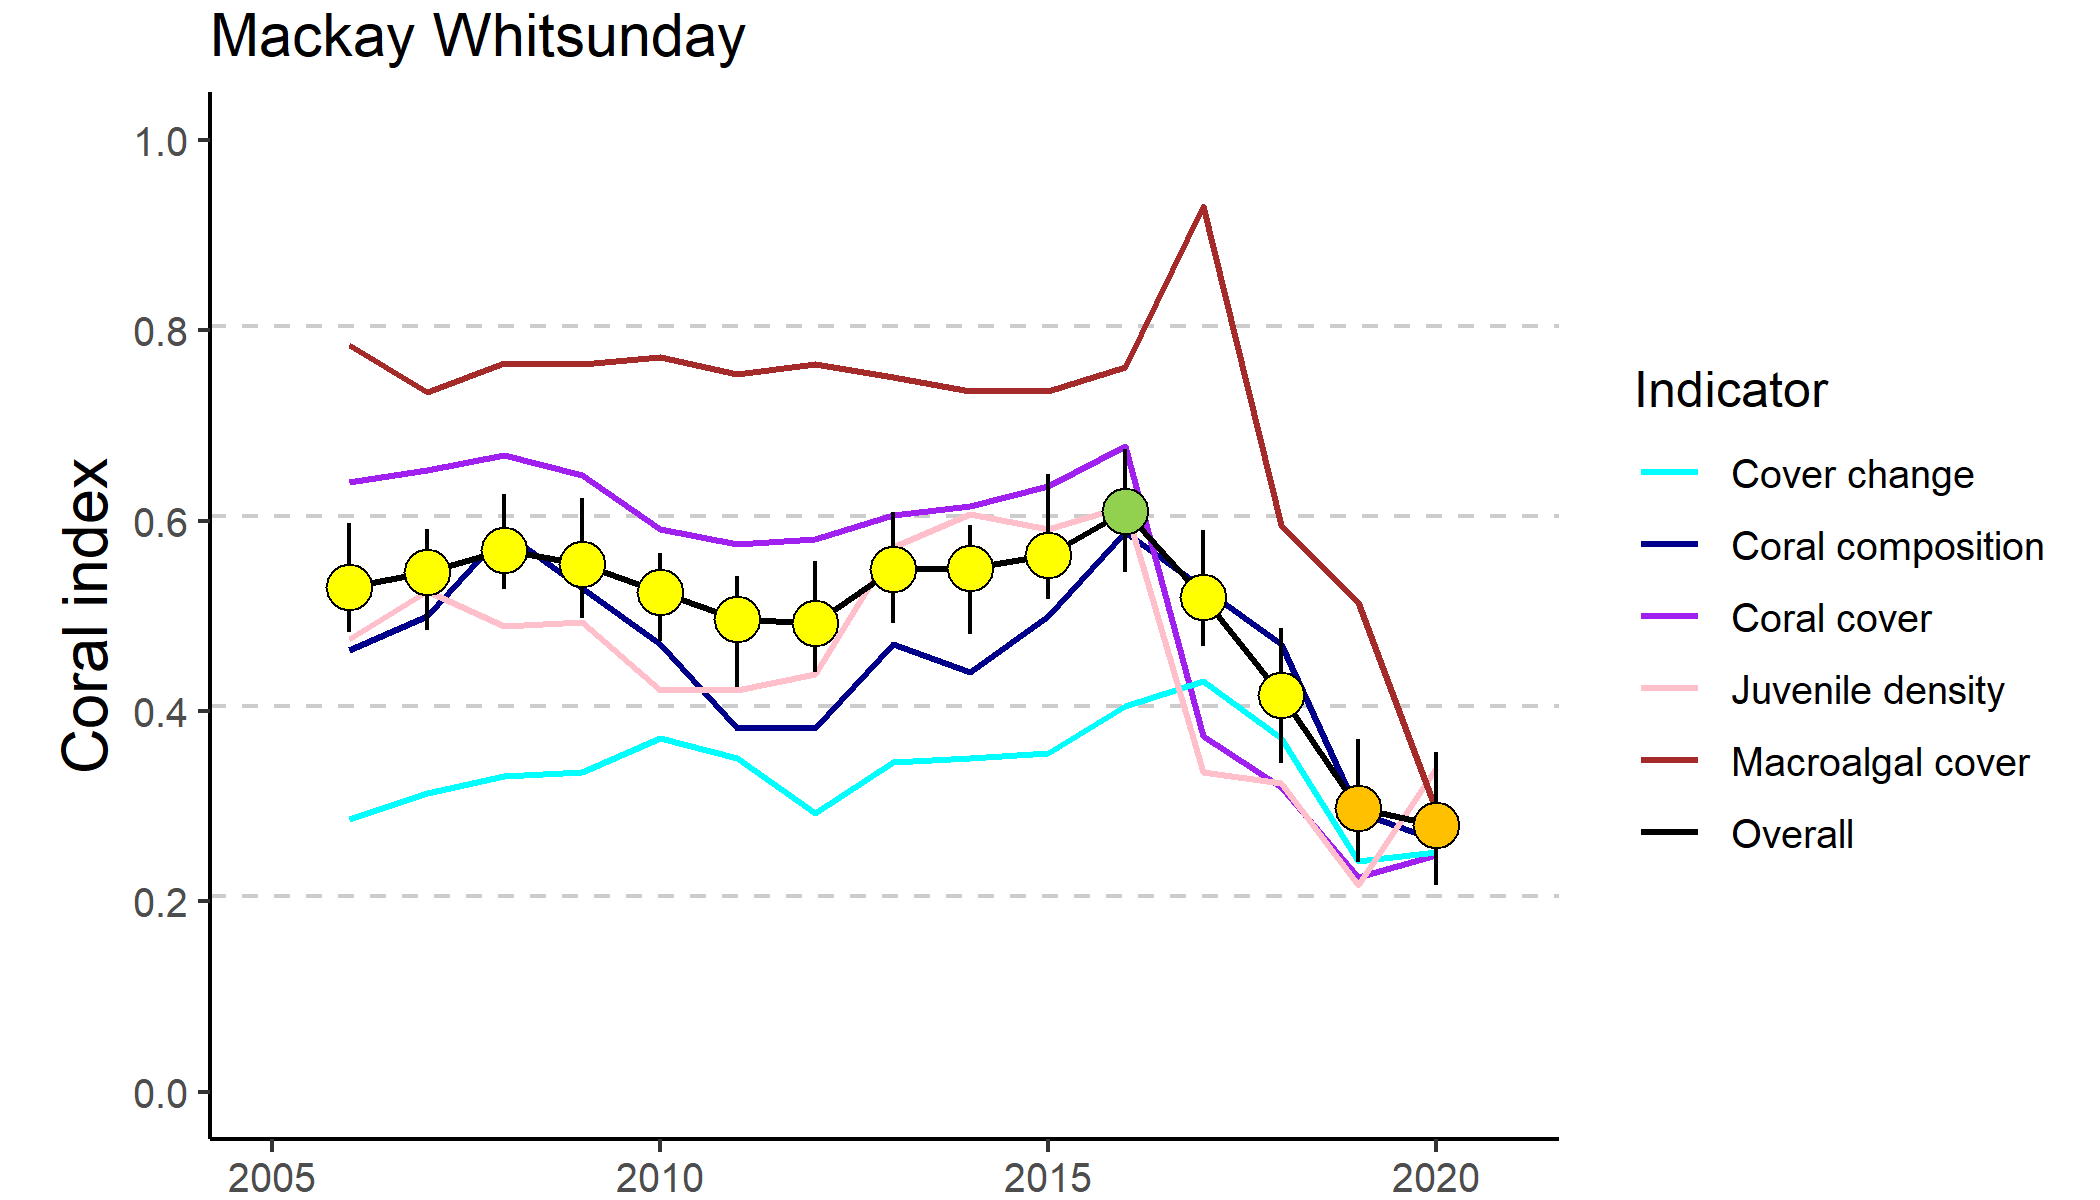 Mackay Whitsunday
1.0
0.8
0.6
0.4
0.2
0.0
Coral index
2005
2010
2015
2020
Indicator
Cover change
Coral composition
Coral cover
Juvenile density
Macroalgal cover
Overall